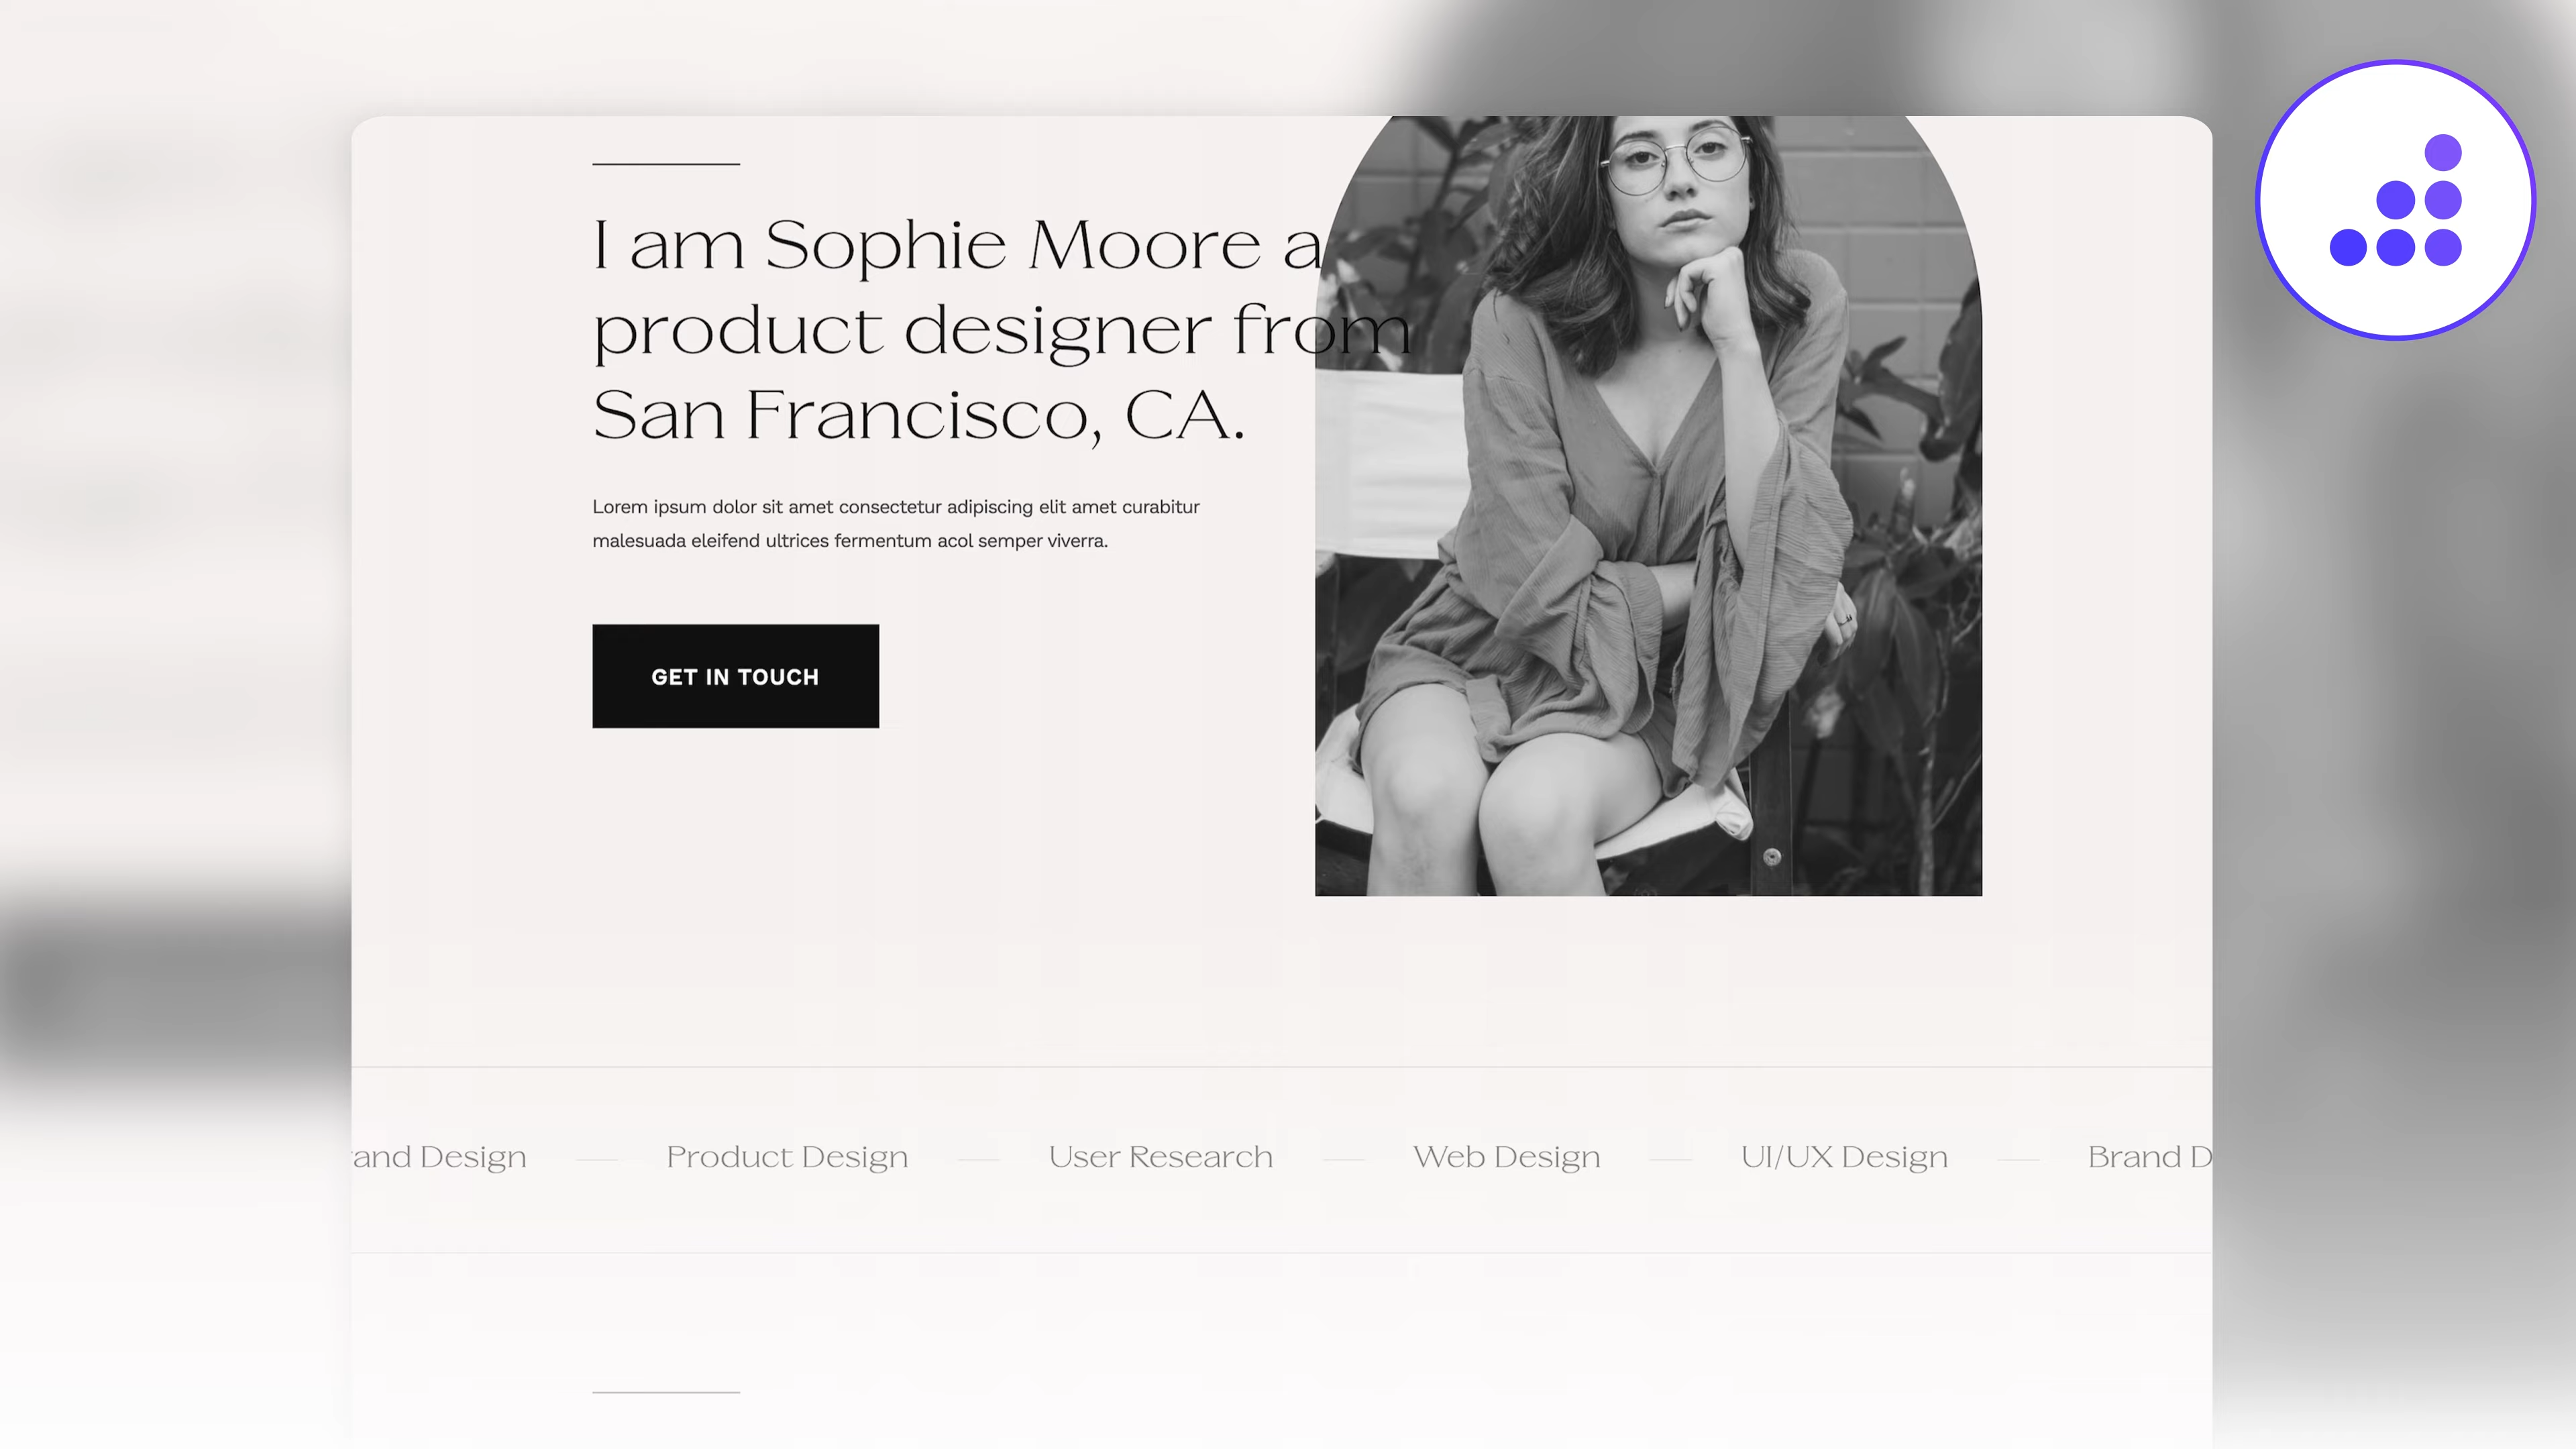 I am Sophie Moore a
product designer from
San Francisco, CA.
Lorem ipsum dolor sit amet consectetur adipiscing elit amet curabitur
malesuada eleifend ultrices fermentum acol semper viverra.
GET IN TOUCH
rand Design — Product Design — User Research — Web Design — UI/UX Design — Brand D